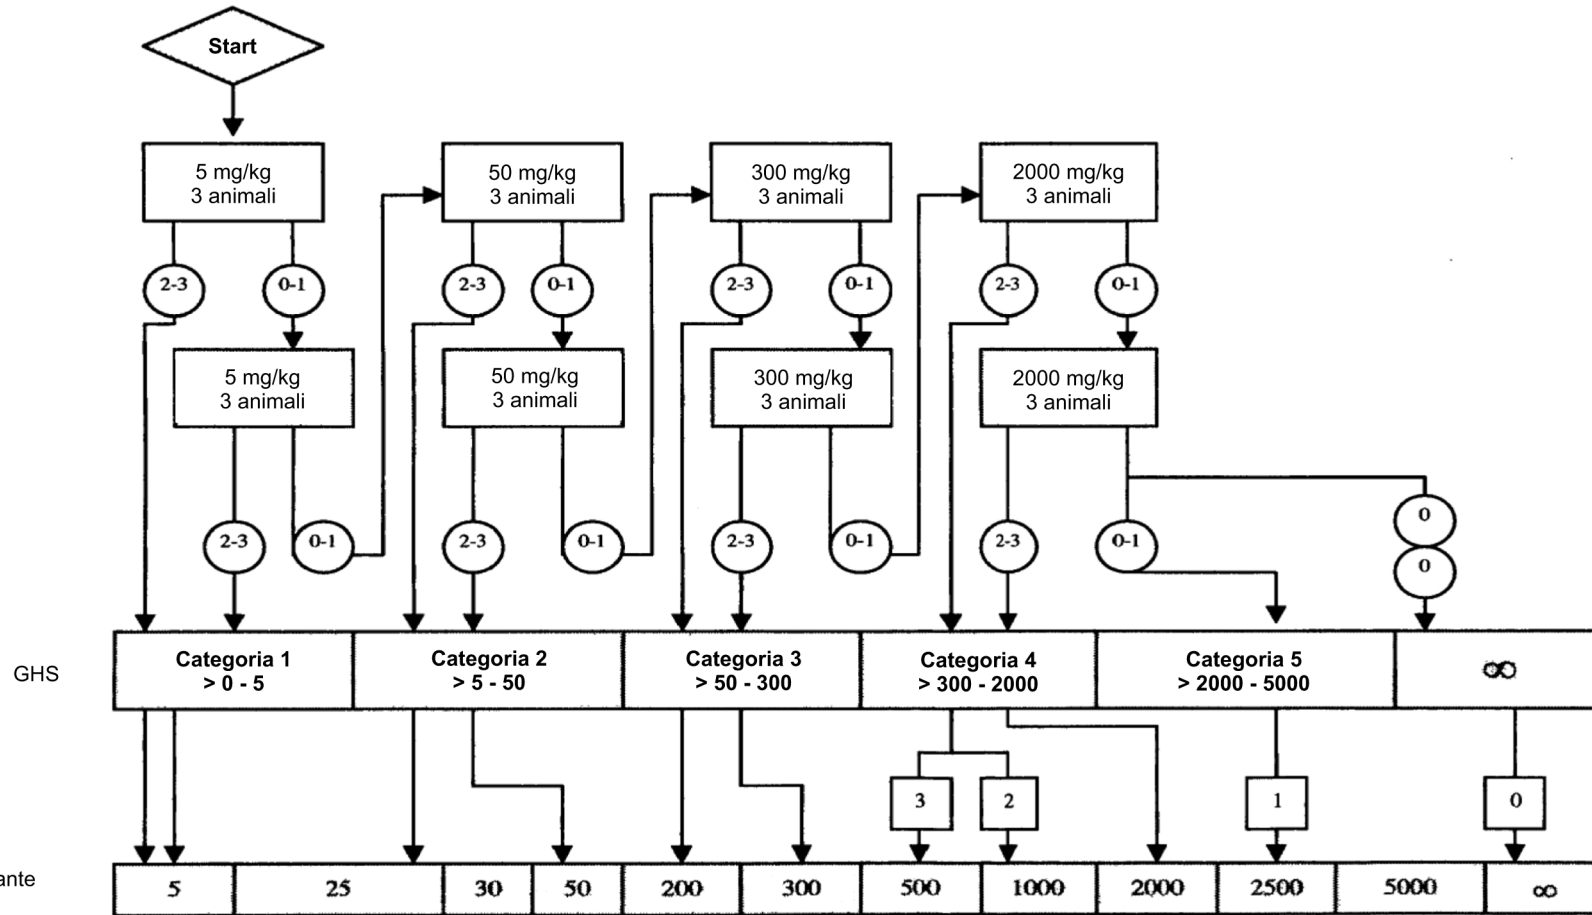 Start
5 mg/kg
3 animali
50 mg/kg
3 animali
300 mg/kg
3 animali
2000 mg/kg
3 animali
2-3
0-1
2-3
0-1
2-3
0-1
2-3
0-1
5 mg/kg
3 animali
50 mg/kg
3 animali
300 mg/kg
3 animali
2000 mg/kg
3 animali
0
2-3
0-1
2-3
0-1
2-3
0-1
2-3
0-1
0
GHS
Categoria 1
> 0 - 5
Categoria 2
> 5 - 50
Categoria 3
> 50 - 300
Categoria 4
> 300 - 2000
Categoria 5
> 2000 - 5000
∞
3
2
1
0
ante
5
25
30
50
200
300
500
1000
2000
2500
5000
∞